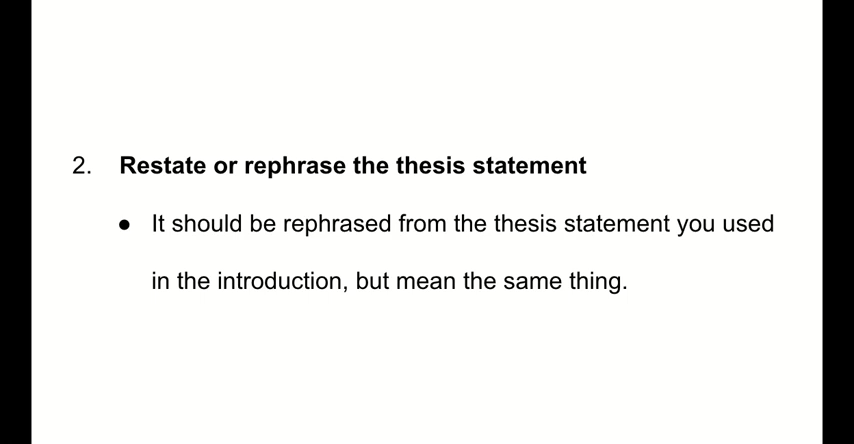 2. Restate or rephrase the thesis statement
● It should be rephrased from the thesis statement you used
in the introduction, but mean the same thing.